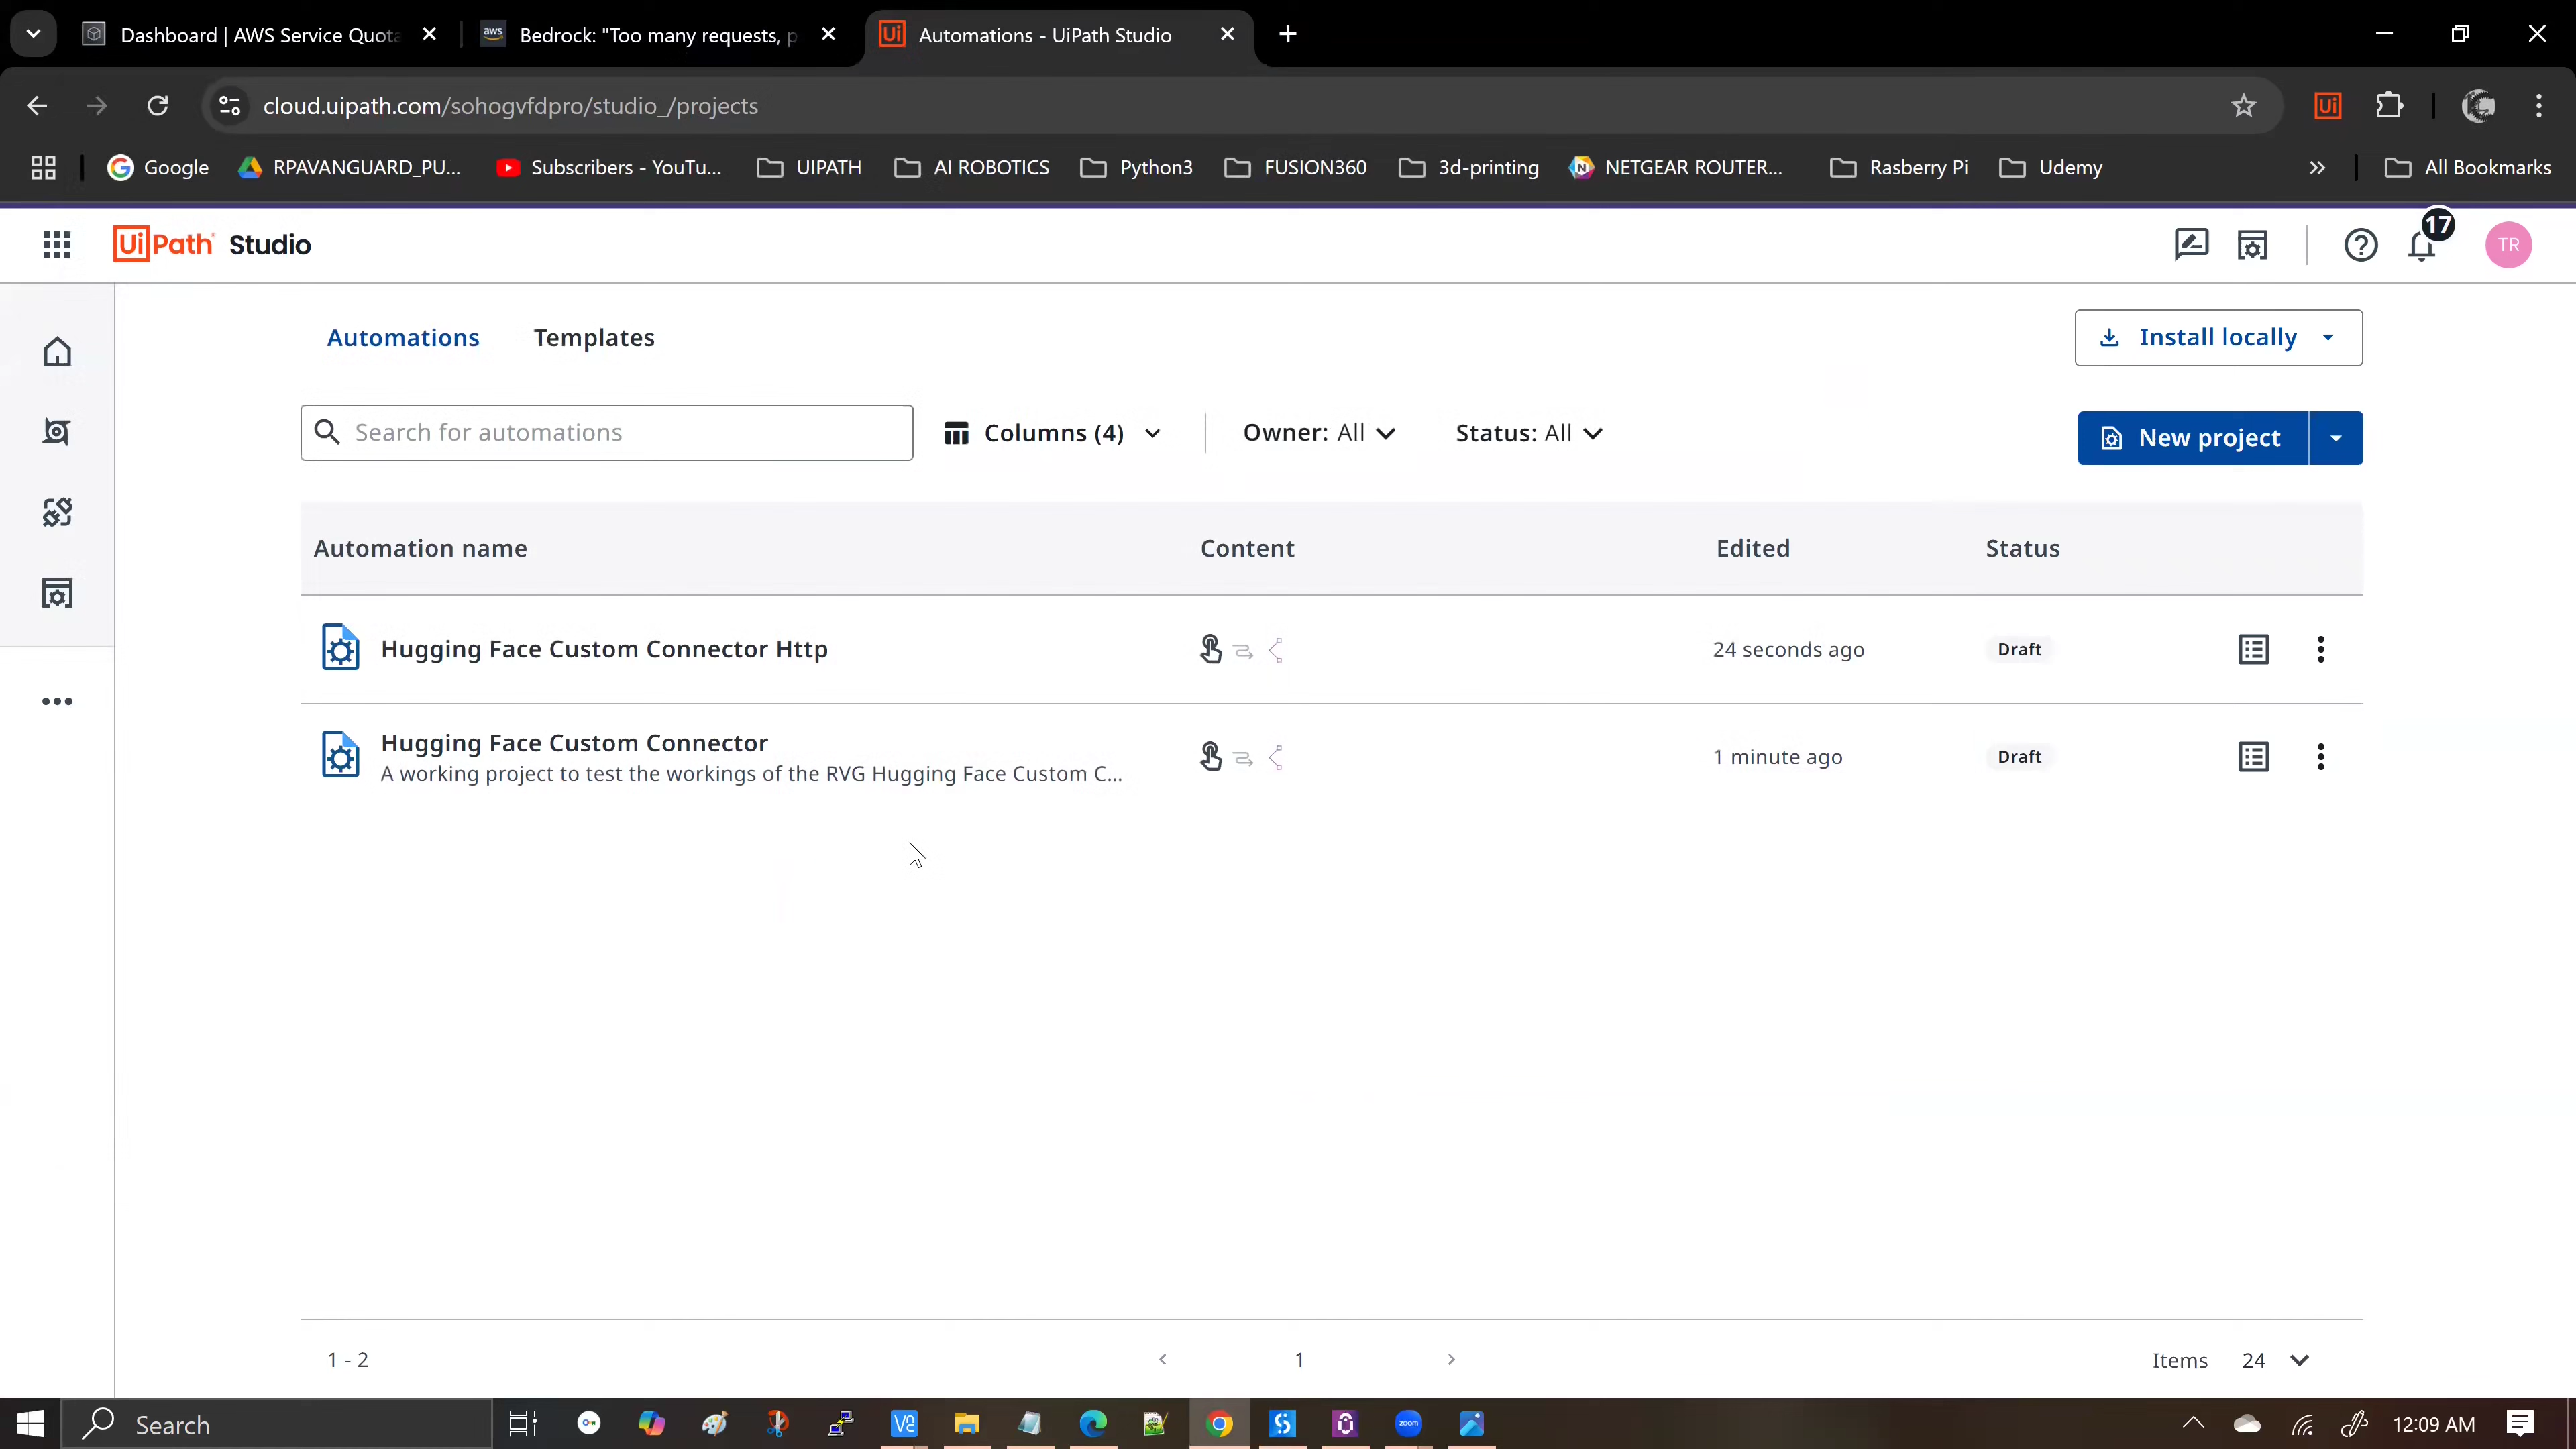 Dashboard | AWS Service Quota
Bedrock: "Too many requests, p
Automations - UiPath Studio
cloud.uipath.com/sohogvfdpro/studio_/projects
Google
RPAVANGUARD_PU...
Subscribers - YouTu...
UIPATH
AI ROBOTICS
Python3
FUSION360
3d-printing
NETGEAR ROUTER...
Rasberry Pi
Udemy
All Bookmarks
UiPath Studio
17
TR
Automations
Templates
Install locally
Search for automations
Columns (4)
Owner: All
Status: All
New project
Automation name
Content
Edited
Status
Hugging Face Custom Connector Http
24 seconds ago
Draft
Hugging Face Custom Connector
A working project to test the workings of the RVG Hugging Face Custom C...
1 minute ago
Draft
1 - 2
1
Items 24
Search
zoom
12:09 AM